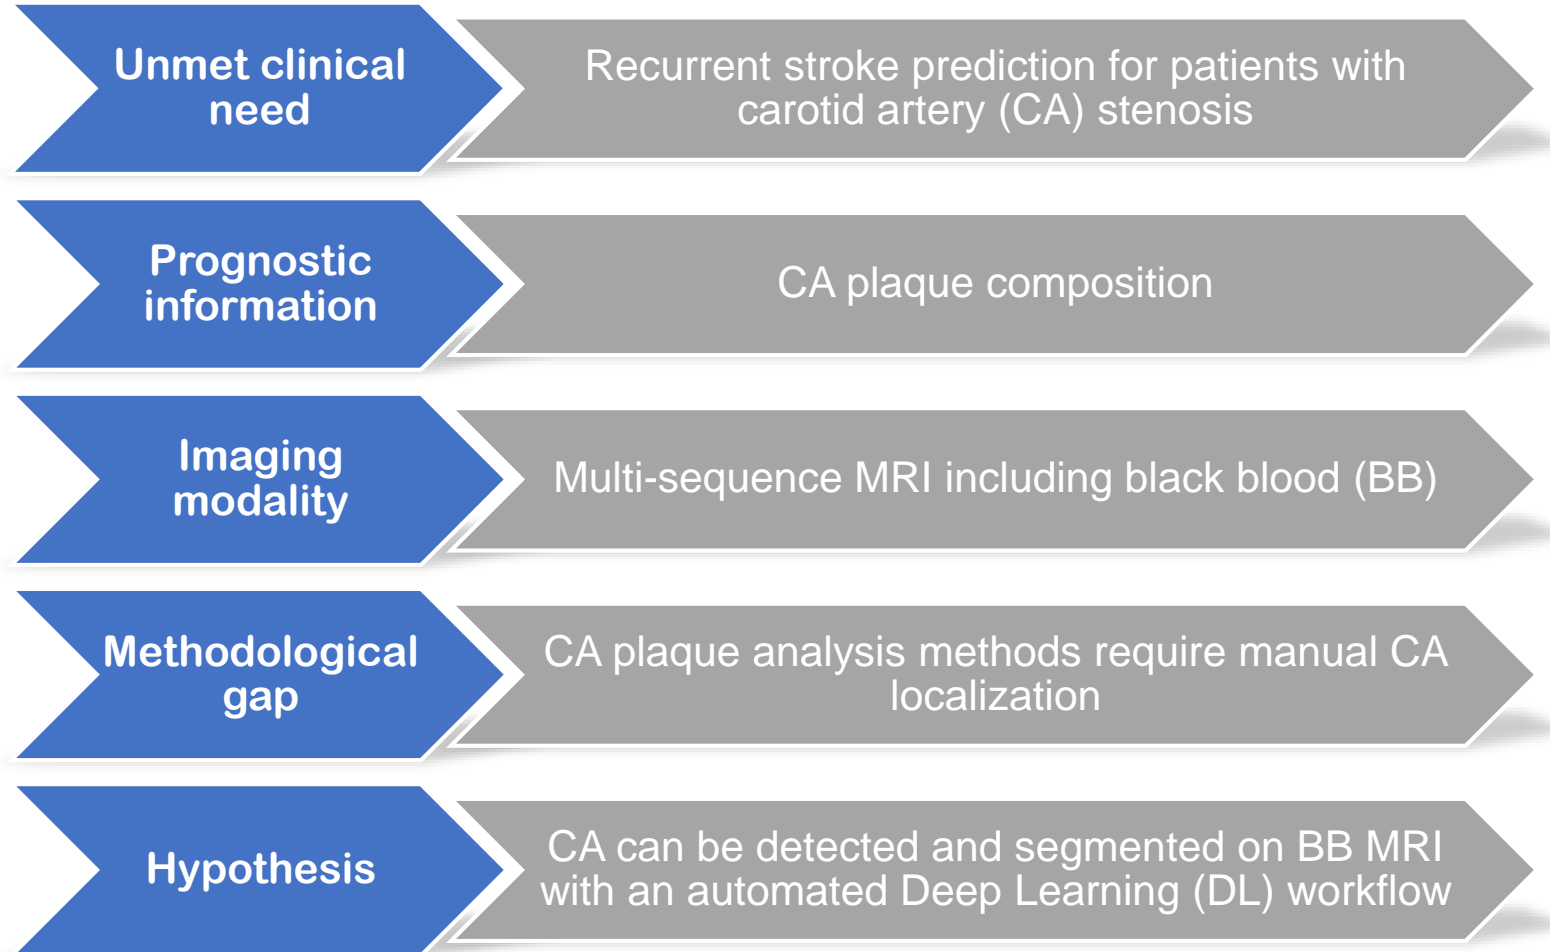 Unmet clinical
need
Recurrent stroke prediction for patients with
carotid artery (CA) stenosis
Prognostic
information
CA plaque composition
Imaging
modality
Multi-sequence MRI including black blood (BB)
Methodological
gap
CA plaque analysis methods require manual CA
localization
Hypothesis
CA can be detected and segmented on BB MRI
with an automated Deep Learning (DL) workflow